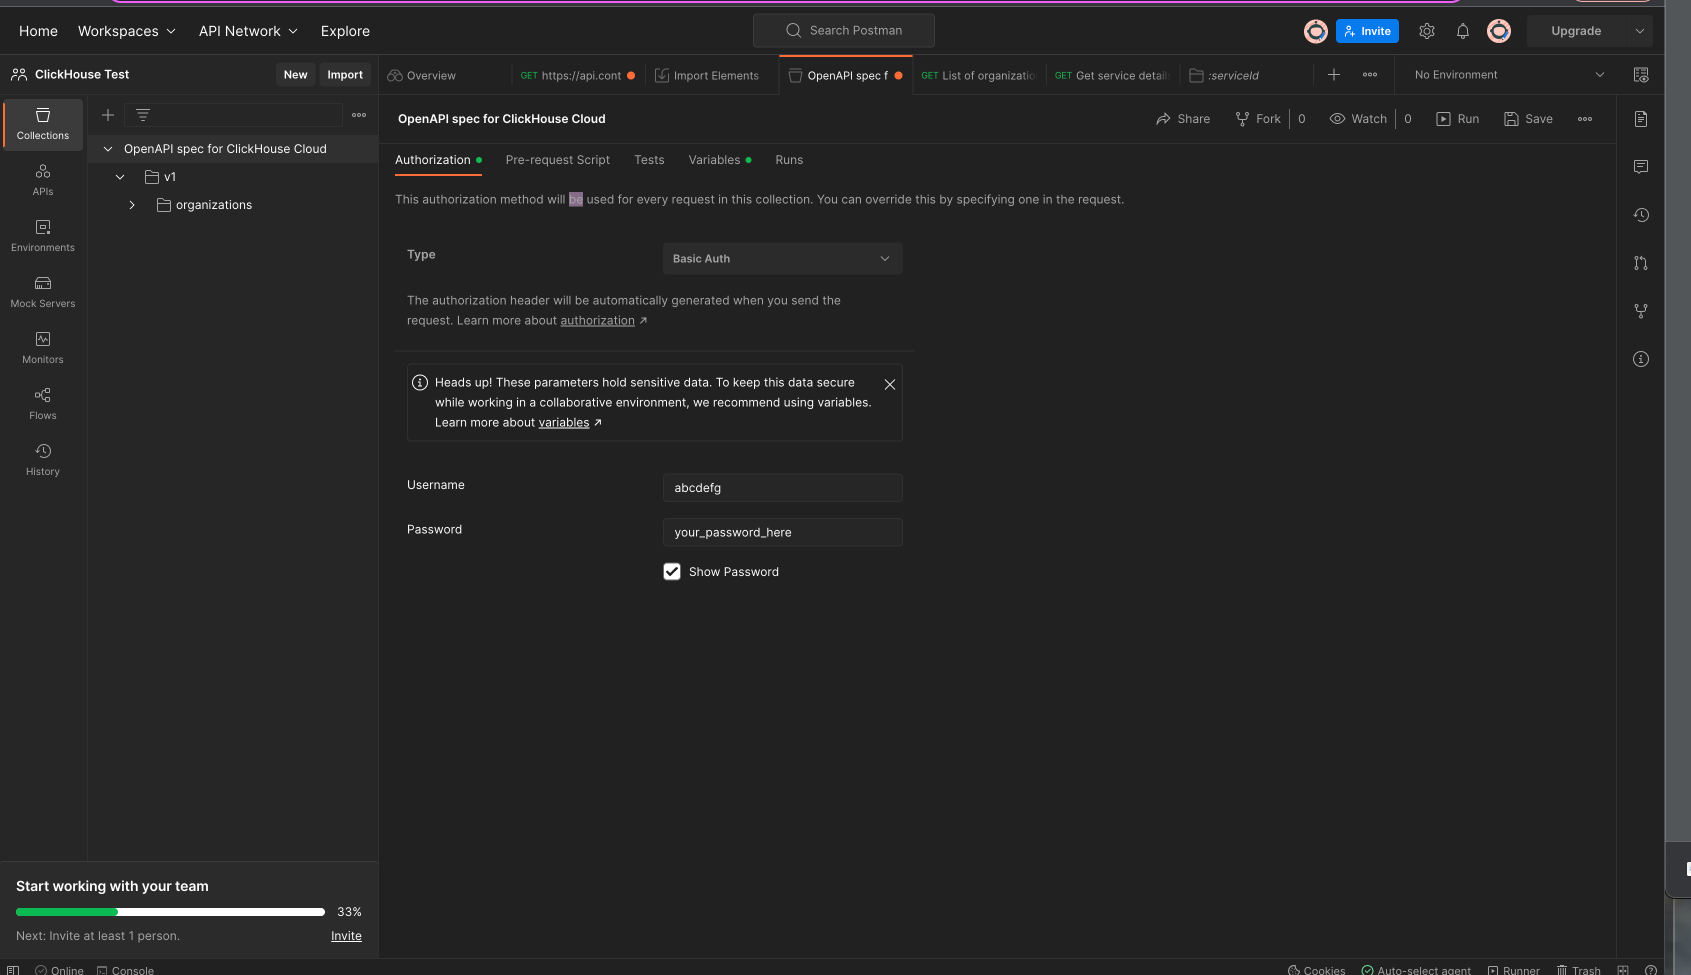 Home
Workspaces
API Network
Explore
Search Postman
Invite
Upgrade
ClickHouse Test
New
Import
Overview
GET https://api.cont
Import Elements
OpenAPI spec f
GET List of organizatio
GET Get service detail
:serviceId
No Environment
Collections
APIs
Environments
Mock Servers
Monitors
Flows
History
OpenAPI spec for ClickHouse Cloud
v1
organizations
OpenAPI spec for ClickHouse Cloud
Share
Fork
0
Watch
0
Run
Save
Authorization
Pre-request Script
Tests
Variables
Runs
This authorization method will be used for every request in this collection. You can override this by specifying one in the request.
Type
Basic Auth
The authorization header will be automatically generated when you send the
request. Learn more about authorization ↗
Heads up! These parameters hold sensitive data. To keep this data secure
while working in a collaborative environment, we recommend using variables.
Learn more about variables ↗
Username
abcdefg
Password
your_password_here
Show Password
Start working with your team
33%
Next: Invite at least 1 person.
Invite
Online
Console
Cookies
Auto-select agent
Runner
Trash